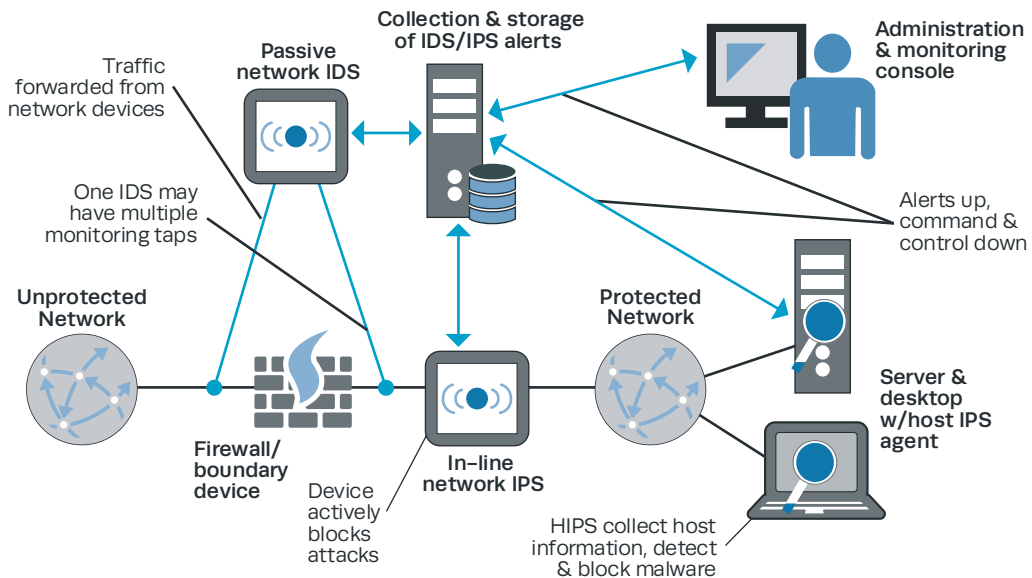 Collection & storage
of IDS/IPS alerts
Administration
& monitoring
console
Passive
network IDS
Traffic
forwarded from
network devices
One IDS may
have multiple
monitoring taps
Alerts up,
command &
control down
Unprotected
Network
Protected
Network
Firewall/
boundary
device
In-line
network IPS
Server &
desktop
w/host IPS
agent
Device
actively
blocks
attacks
HIPS collect host
information, detect
& block malware